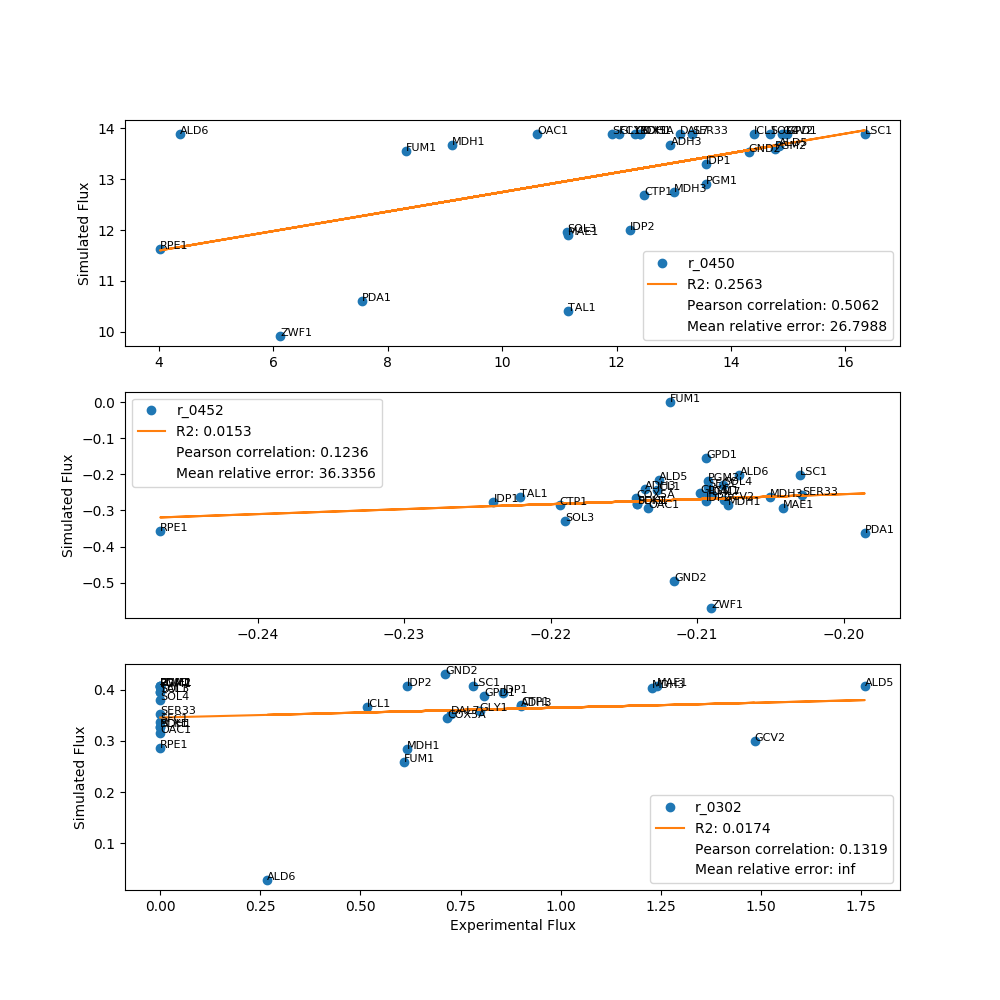 14
13
12
11
10
Simulated Flux
ALD6
FUM1
MDH1
OAC1
ADH3
SER33
LSC1
ALD5
PGM2
GND2
IDP1
PGM1
MDH3
CTP1
IDP2
SOL3
MAE1
RPE1
PDA1
TAL1
ZWF1
r_0450
R2: 0.2563
Pearson correlation: 0.5062
Mean relative error: 26.7988
4
6
8
10
12
14
16
0.0
−0.1
−0.2
−0.3
−0.4
−0.5
Simulated Flux
r_0452
R2: 0.0153
Pearson correlation: 0.1236
Mean relative error: 36.3356
FUM1
GPD1
ALD5
ALD6
LSC1
SOL4
IDP1
TAL1
CTP1
SOL3
COX5A
OAC1
MDH1
MDH3
SER33
MAE1
RPE1
PDA1
GND2
ZWF1
−0.24
−0.23
−0.22
−0.21
−0.20
0.4
0.3
0.2
0.1
Simulated Flux
SOL4
SER33
OAC1
RPE1
ICL1
IDP2
GND2
LSC1
GPD1
IDP1
ADH3
GLY1
DAL7
COX5A
MDH1
FUM1
MDH3
MAE1
ALD5
GCV2
ALD6
r_0302
R2: 0.0174
Pearson correlation: 0.1319
Mean relative error: inf
0.00
0.25
0.50
0.75
1.00
1.25
1.50
1.75
Experimental Flux